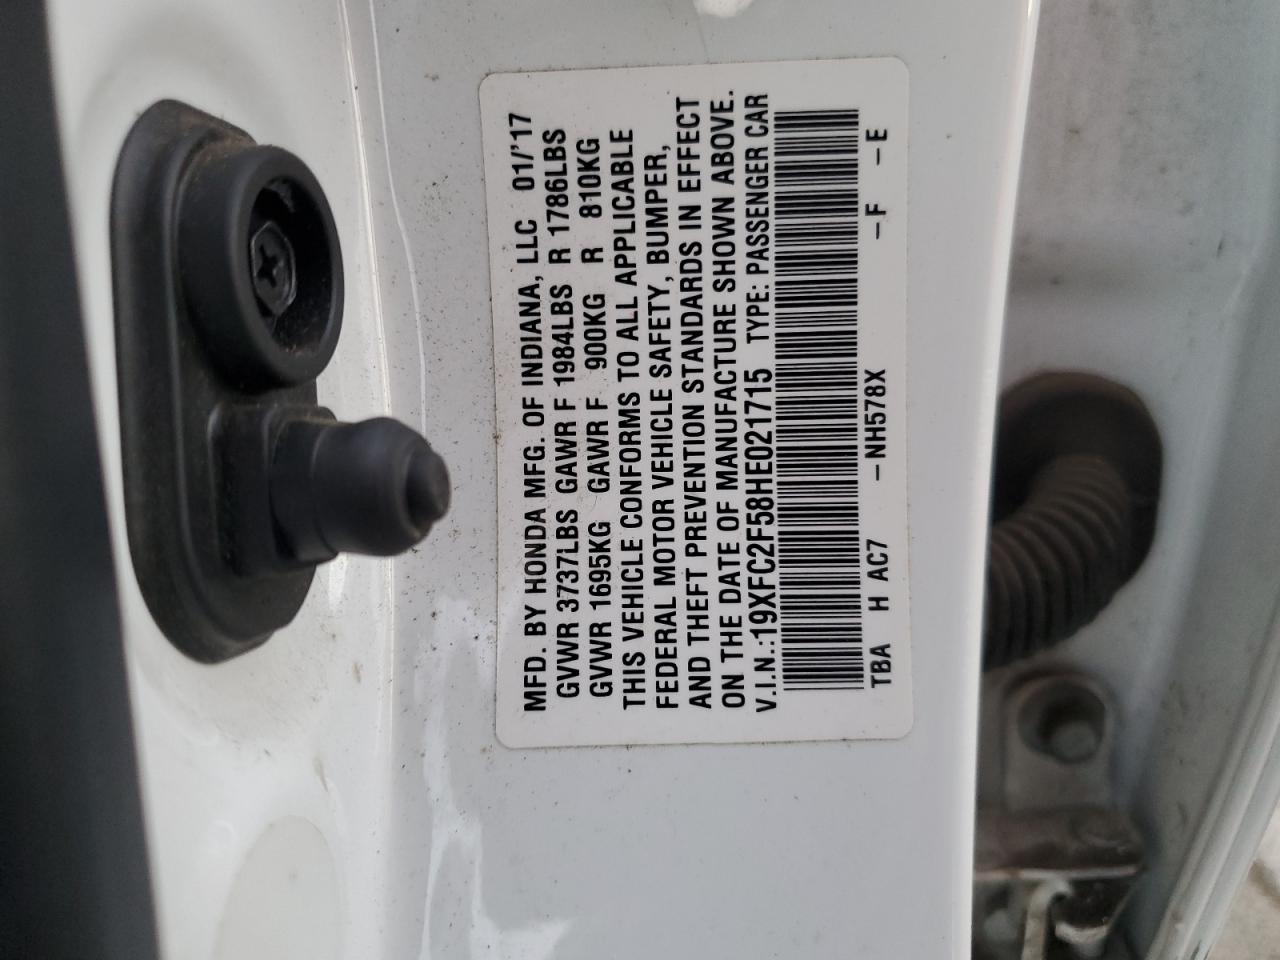 MFD. BY HONDA MFG. OF INDIANA, LLC 01/'17
GVWR 3737LBS GAWR F 1984LBS R 1786LBS
GVWR 1695KG GAWR F 900KG R 810KG
THIS VEHICLE CONFORMS TO ALL APPLICABLE
FEDERAL MOTOR VEHICLE SAFETY, BUMPER,
AND THEFT PREVENTION STANDARDS IN EFFECT
ON THE DATE OF MANUFACTURE SHOWN ABOVE.
V.I.N.:19XFC2F58HE021715 TYPE: PASSENGER CAR
TBA H AC7 -NH578X -F -E